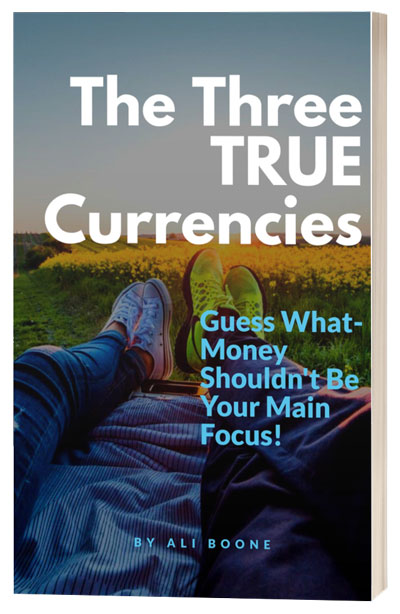 The Three
TRUE
Currencies
Guess What-
Money
Shouldn't Be
Your Main
Focus!
BY ALI BOONE